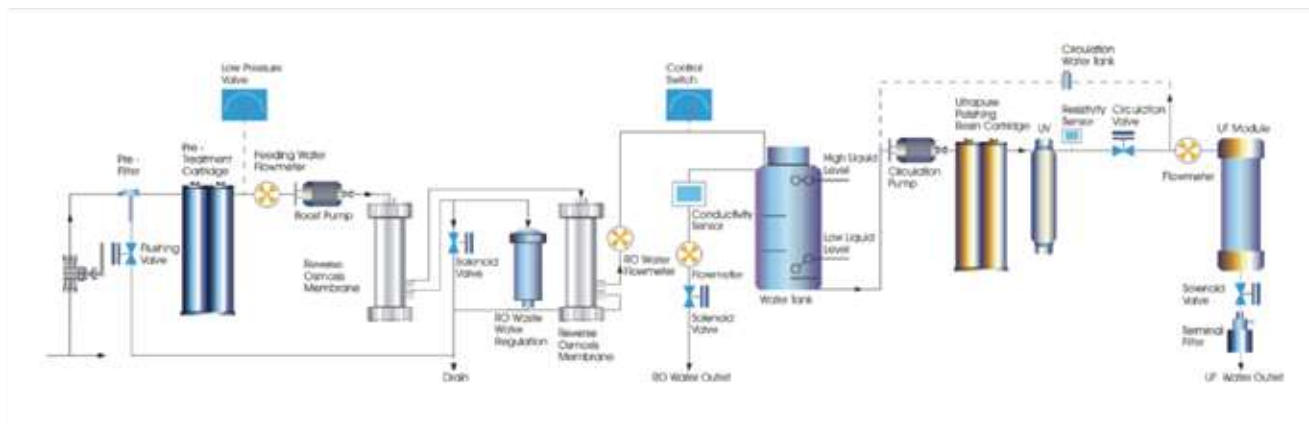 Low Pressure
Valve
Pre -
Filter
Pre -
Treatment
Cartridge
Feeding Water
Flowmeter
Boost Pump
Flushing
Valve
Reverse
Osmosis
Membrane
Solenoid
Valve
RO Waste
Water
Regulation
Reverse
Osmosis
Membrane
Drain
RO Water
Flowmeter
Control
Switch
Conductivity
Sensor
Flowmeter
Solenoid
Valve
RO Water Outlet
High Liquid
Level
Low Liquid
Level
Water Tank
Circulation
Pump
Ultrapure
Polishing
Resin Cartridge
UV
Resistivity
Sensor
Circulation
Water Tank
Circulation
Valve
Flowmeter
UF Module
Solenoid
Valve
Terminal
Filter
UF Water Outlet